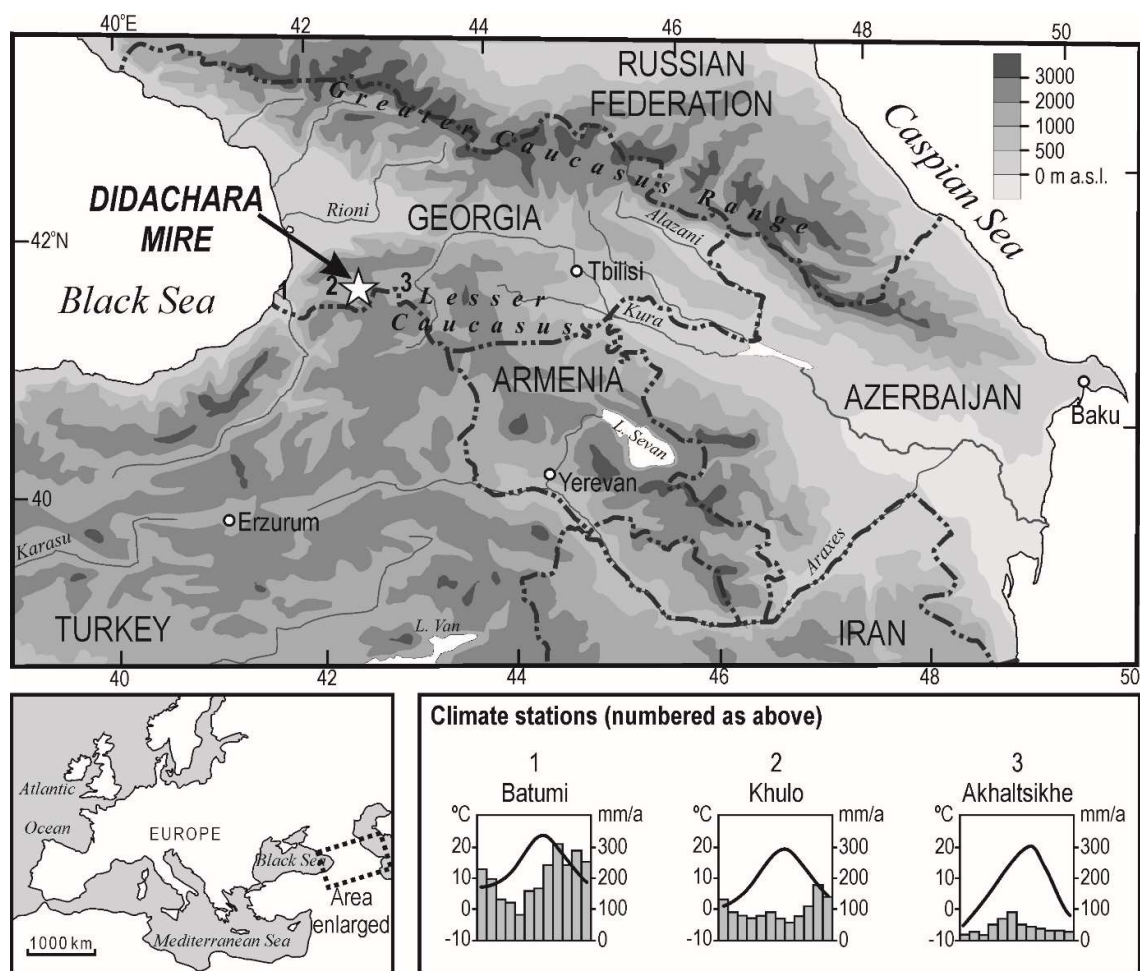 40°E
42
44
46
48
50
RUSSIAN
FEDERATION
3000
2000
1000
500
0 m a.s.l.
Greater Caucasus Range
Caspian Sea
DIDACHARA
MIRE
Rioni
GEORGIA
Alazani
42°N
Tbilisi
Black Sea
1
2
3
Lesser
Caucasus
Kura
ARMENIA
AZERBAIJAN
Baku
L. Sevan
40
Yerevan
Erzurum
Karasu
Araxes
TURKEY
L. Van
IRAN
40
42
44
46
48
50
Atlantic
Ocean
EUROPE
Black Sea
Area
enlarged
1000 km
Mediterranean Sea
Climate stations (numbered as above)
1
Batumi
ºC
mm/a
20
300
10
200
0
100
-10
0
2
Khulo
ºC
mm/a
20
300
10
200
0
100
-10
0
3
Akhaltsikhe
ºC
mm/a
20
300
10
200
0
100
-10
0